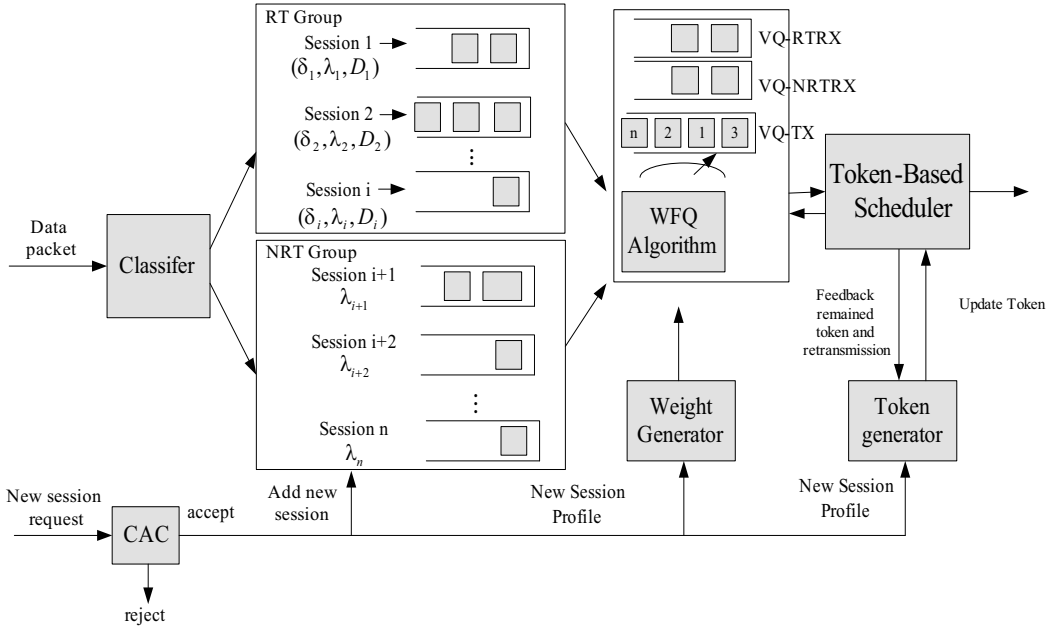 RT Group
Session 1
(δ₁,λ₁,D₁)
Session 2
(δ₂,λ₂,D₂)
⋮
Session i
(δᵢ,λᵢ,Dᵢ)
Data
packet
Classifer
NRT Group
Session i+1
λᵢ₊₁
Session i+2
λᵢ₊₂
⋮
Session n
λₙ
VQ-RTRX
VQ-NRTRX
n 2 1 3
VQ-TX
WFQ
Algorithm
Token-Based
Scheduler
Feedback
remained
token and
retransmission
Update Token
Weight
Generator
Token
generator
New session
request
CAC
accept
reject
Add new
session
New Session
Profile
New Session
Profile